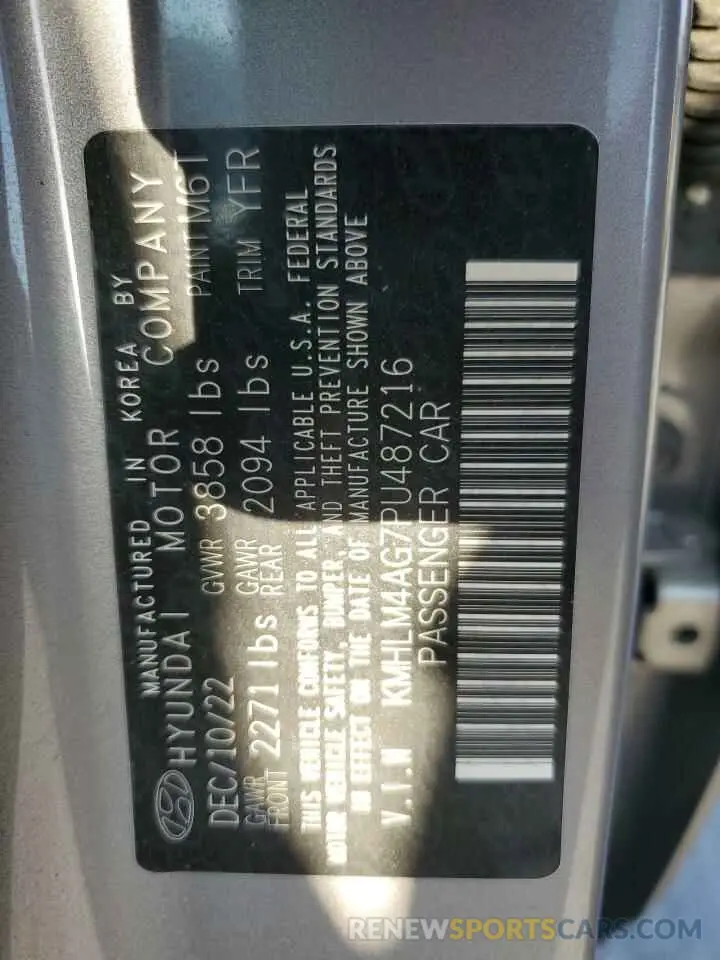 MANUFACTURED IN KOREA BY
HYUNDAI MOTOR COMPANY
DEC/10/22 GVWR 3858 lbs PAINT M6T
GAWR FRONT 2271 lbs GAWR REAR 2094 lbs TRIM YFR
THIS VEHICLE CONFORMS TO ALL APPLICABLE U.S.A. FEDERAL
MOTOR VEHICLE SAFETY, BUMPER, AND THEFT PREVENTION STANDARDS
IN EFFECT ON THE DATE OF MANUFACTURE SHOWN ABOVE
V.I.N KMHLM4AG7PU487216
PASSENGER CAR
RENEWSPORTSCARS.COM